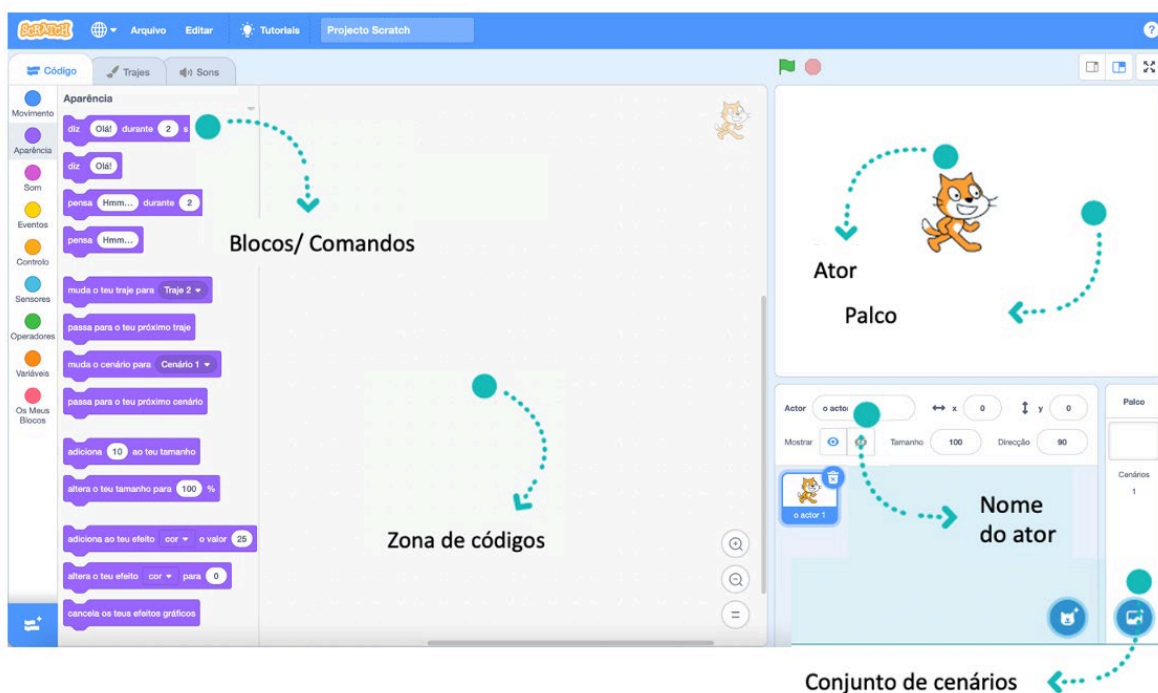 SCRATCH Arquivo Editar Tutoriais Projecto Scratch ?
Código Trajes Sons
Movimento
Aparência
Som
Eventos
Controlo
Sensores
Operadores
Variáveis
Os Meus
Blocos
Aparência
diz Olá! durante 2 s
diz Olá!
pensa Hmm... durante 2
pensa Hmm...
muda o teu traje para Traje 2
passa para o teu próximo traje
muda o cenário para Cenário 1
passa para o teu próximo cenário
adiciona 10 ao teu tamanho
altera o teu tamanho para 100 %
adiciona ao teu efeito cor o valor 25
altera o teu efeito cor para 0
cancela os teus efeitos gráficos
Blocos/ Comandos
Zona de códigos
Ator
Palco
Actor o actor x 0 y 0
Mostrar Tamanho 100 Direcção 90
o actor 1
Nome
do ator
Palco
Cenários
1
Conjunto de cenários